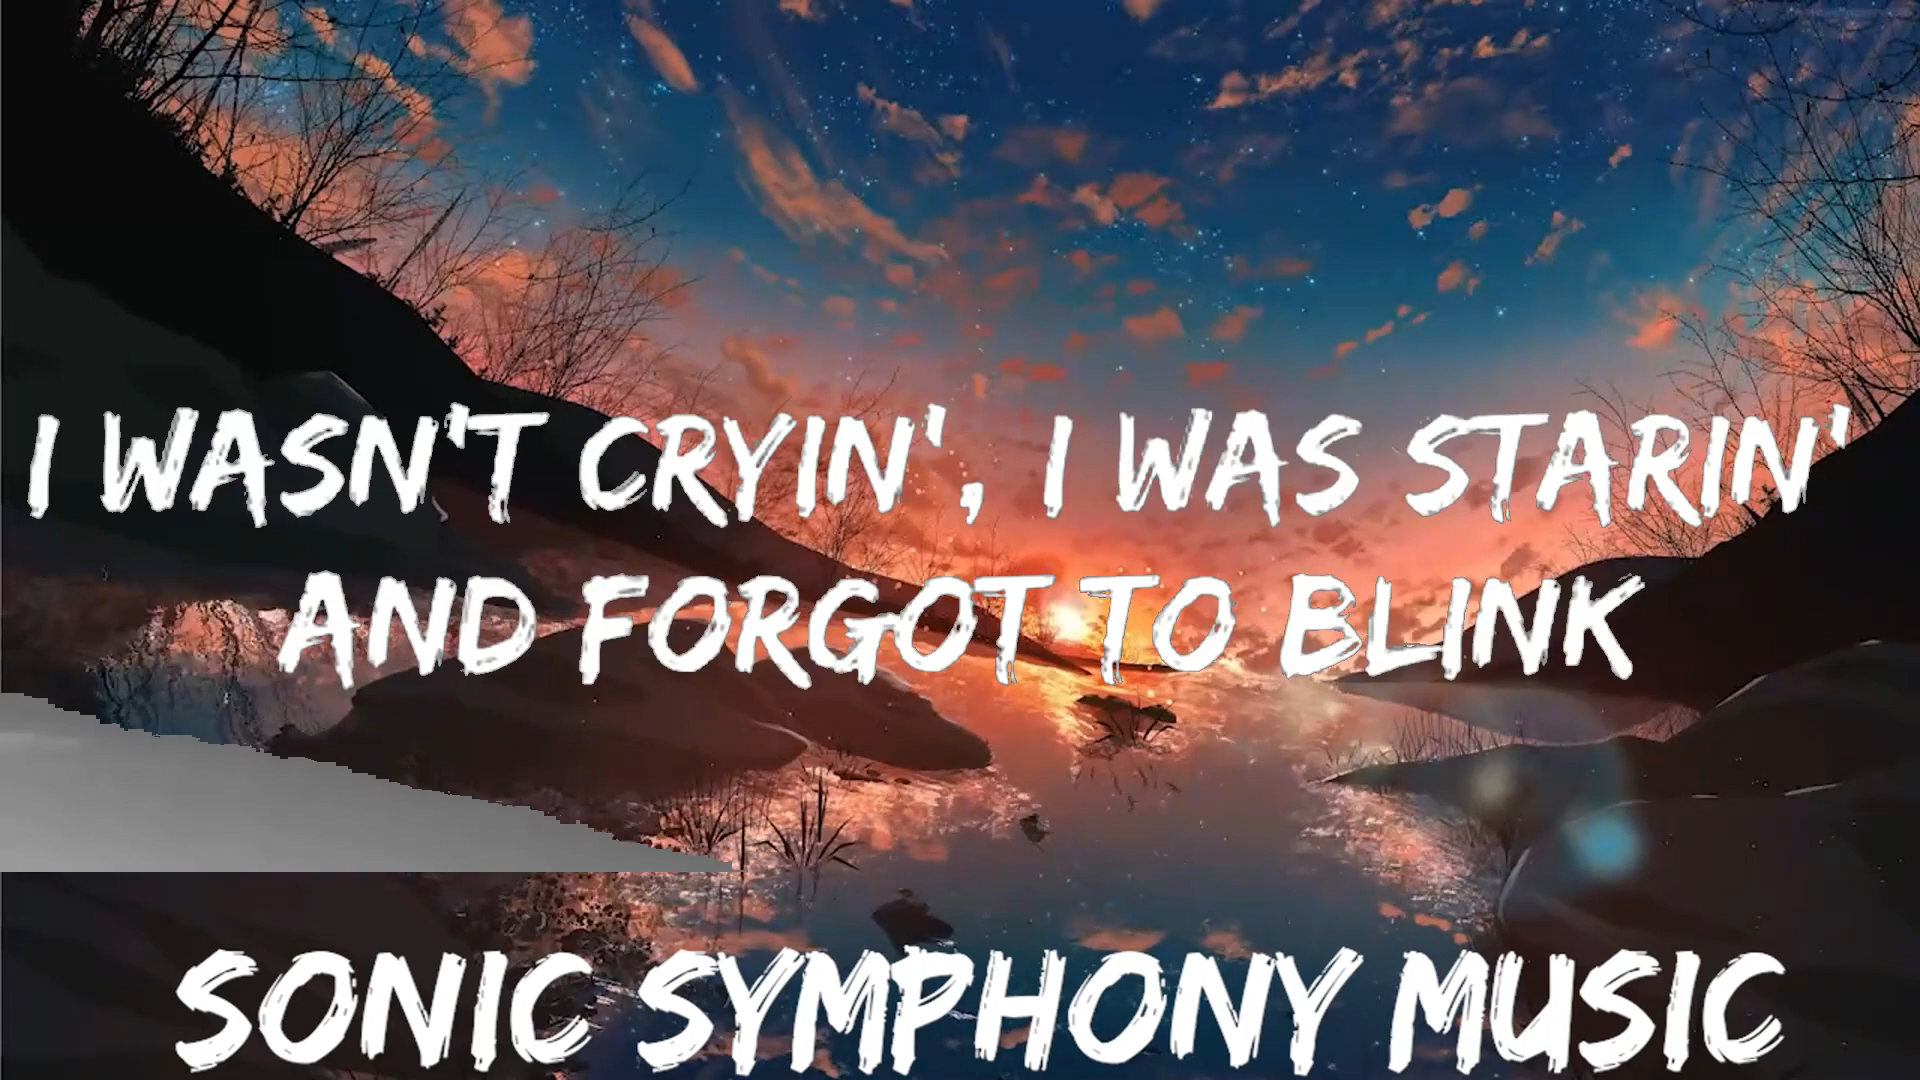 I WASN'T CRYIN', I WAS STARIN'
AND FORGOT TO BLINK
SONIC SYMPHONY MUSIC